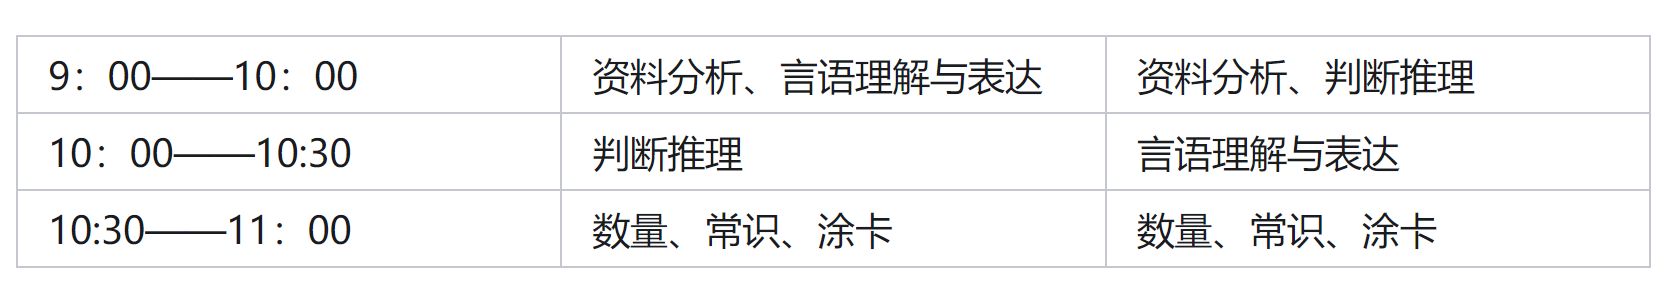 9：00——10：00 资料分析、言语理解与表达 资料分析、判断推理
10：00——10:30 判断推理 言语理解与表达
10:30——11：00 数量、常识、涂卡 数量、常识、涂卡